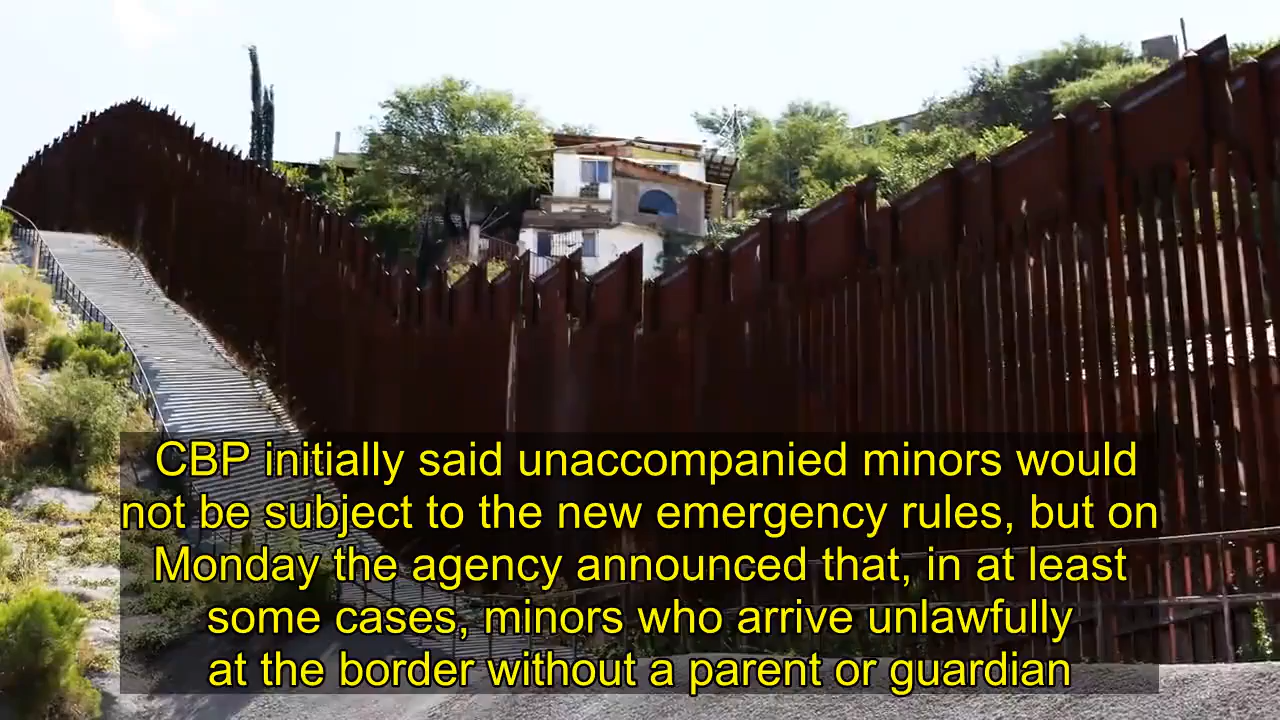 CBP initially said unaccompanied minors would
not be subject to the new emergency rules, but on
Monday the agency announced that, in at least
some cases, minors who arrive unlawfully
at the border without a parent or guardian